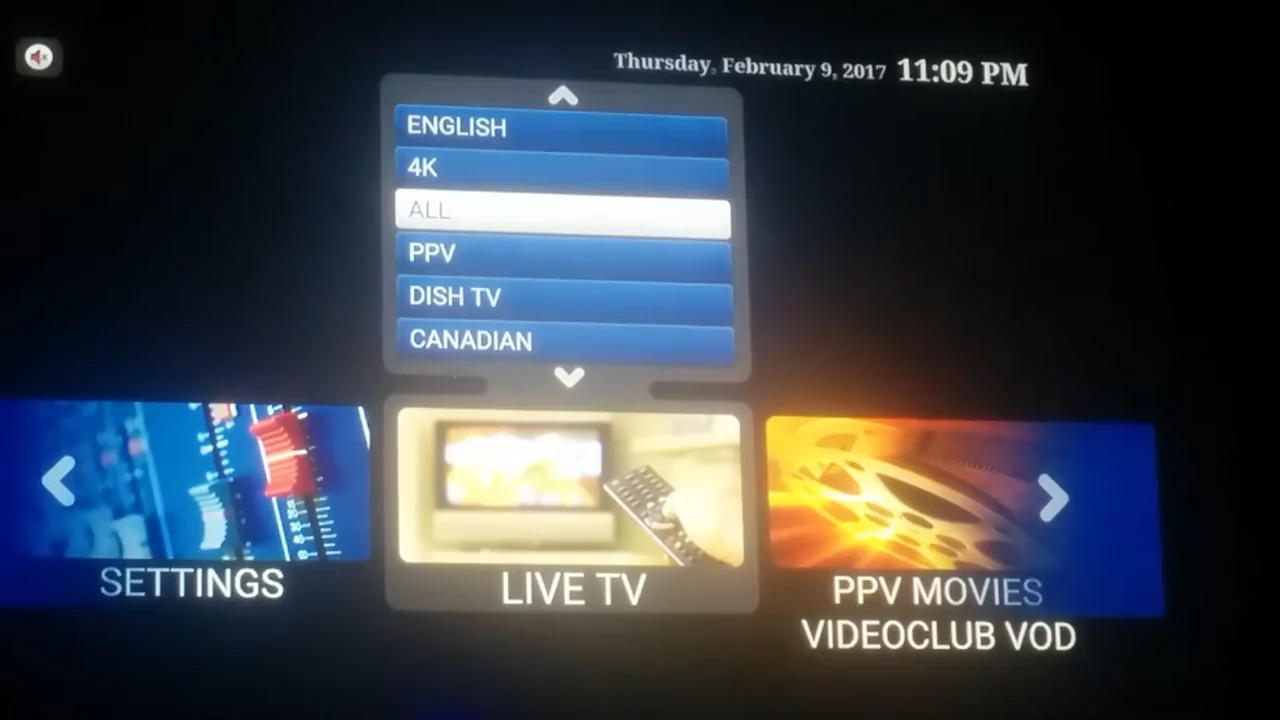 Thursday, February 9, 2017 11:09 PM
ENGLISH
4K
ALL
PPV
DISH TV
CANADIAN
SETTINGS
LIVE TV
PPV MOVIES
VIDEOCLUB VOD